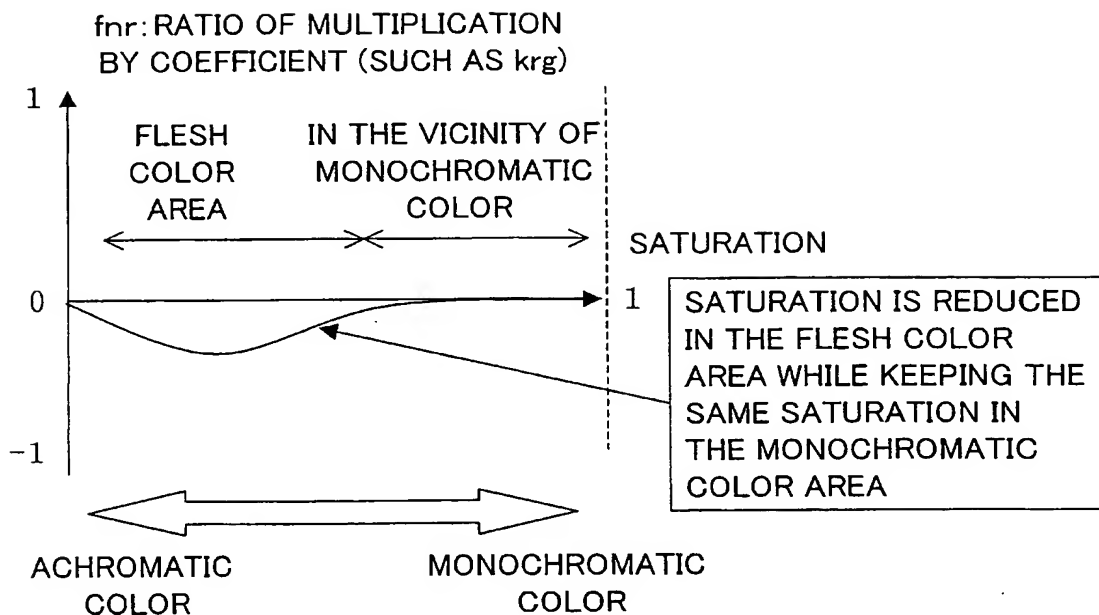 fnr: RATIO OF MULTIPLICATION
BY COEFFICIENT (SUCH AS krg)
1
FLESH
COLOR
AREA
IN THE VICINITY OF
MONOCHROMATIC
COLOR
SATURATION
0
1
SATURATION IS REDUCED
IN THE FLESH COLOR
AREA WHILE KEEPING THE
SAME SATURATION IN
THE MONOCHROMATIC
COLOR AREA
-1
ACHROMATIC
COLOR
MONOCHROMATIC
COLOR